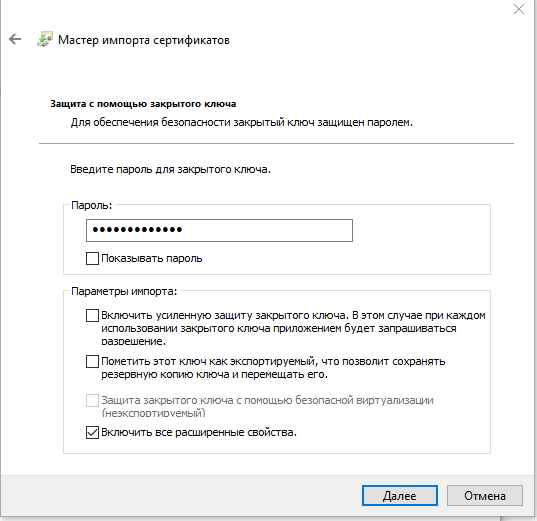 Мастер импорта сертификатов
Защита с помощью закрытого ключа
Для обеспечения безопасности закрытый ключ защищен паролем.
Введите пароль для закрытого ключа.
Пароль:
•••••••••••••
Показывать пароль
Параметры импорта:
Включить усиленную защиту закрытого ключа. В этом случае при каждом
использовании закрытого ключа приложением будет запрашиваться
разрешение.
Пометить этот ключ как экспортируемый, что позволит сохранять
резервную копию ключа и перемещать его.
Защита закрытого ключа с помощью безопасной виртуализации
(неэкспортируемый)
Включить все расширенные свойства.
Далее
Отмена